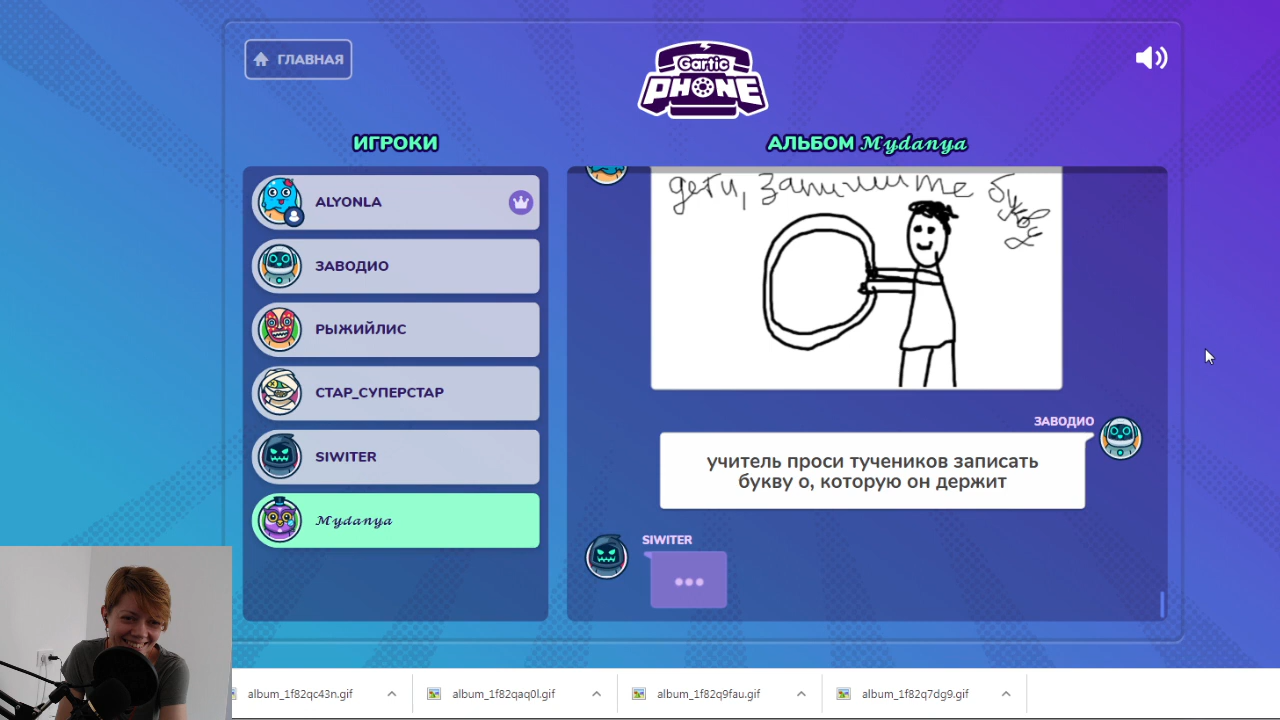 ГЛАВНАЯ
Gartic
PHONE
ИГРОКИ
АЛЬБОМ Mydanya
ALYONLA
ЗАВОДИО
РЫЖИЙЛИС
СТАР_СУПЕРСТАР
SIWITER
Mydanya
дети, запишите букву
ЗАВОДИО
учитель проси тучеников записать
букву о, которую он держит
SIWITER
album_1f82qc43n.gif
album_1f82qaq0l.gif
album_1f82q9fau.gif
album_1f82q7dg9.gif